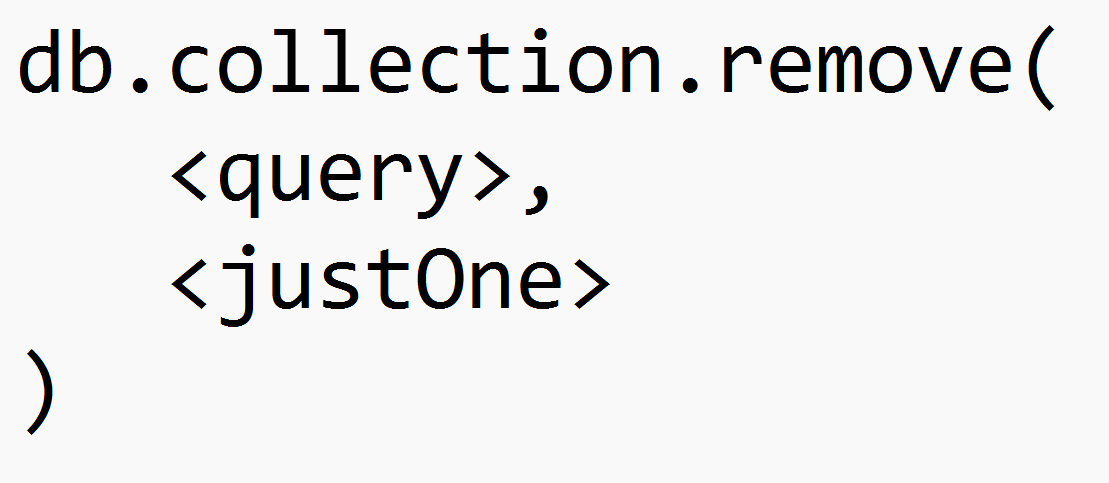 db.collection.remove(
   <query>,
   <justOne>
)